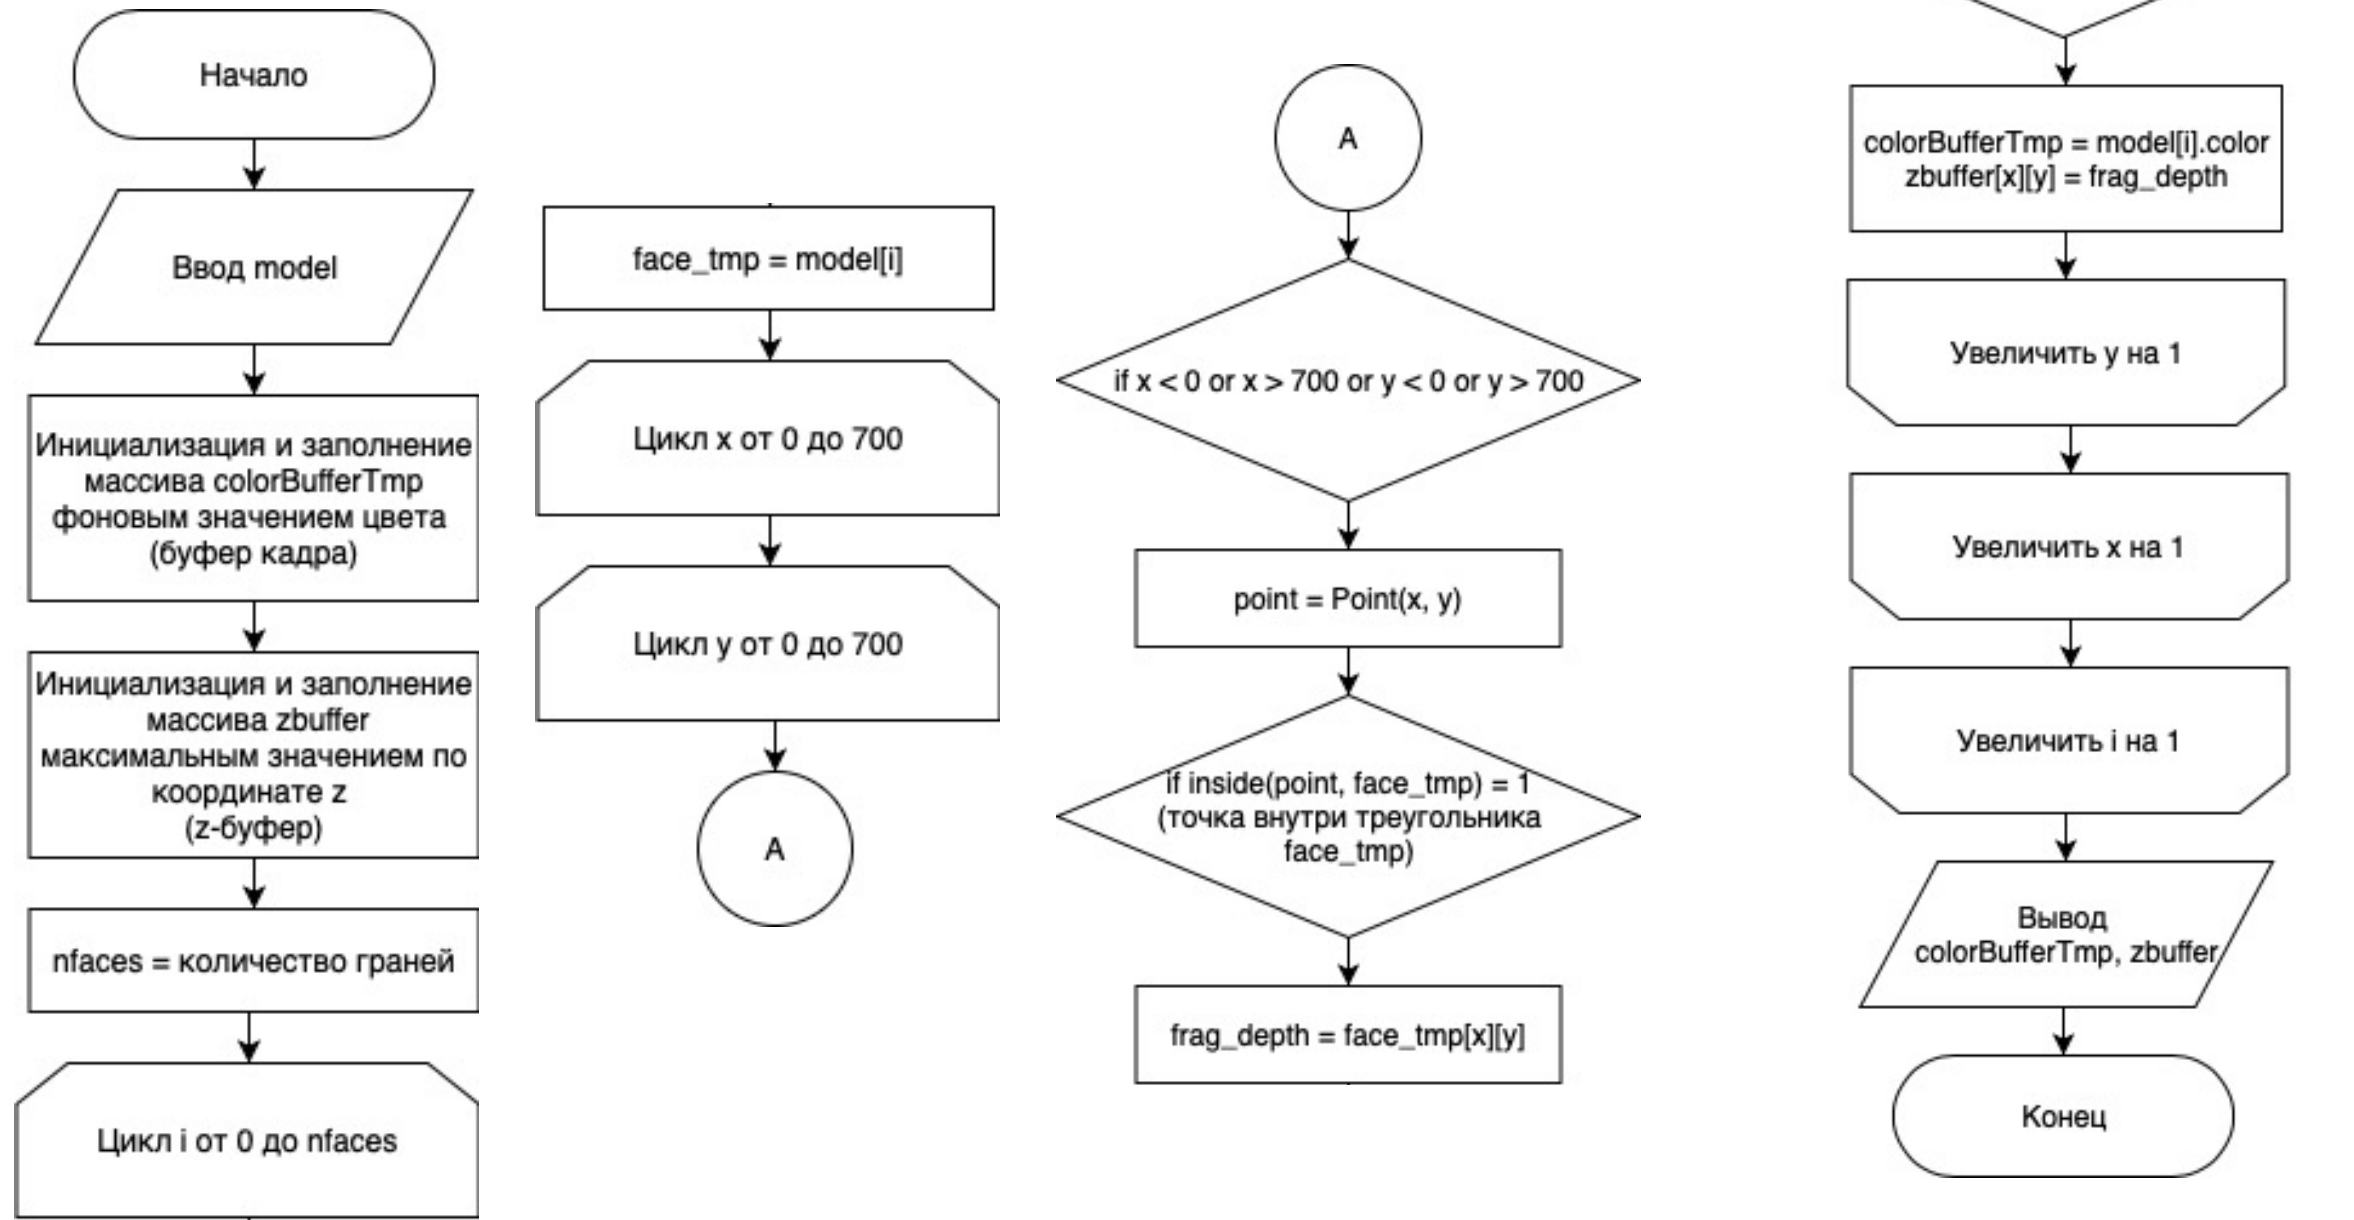 Начало
Ввод model
Инициализация и заполнение
массива colorBufferTmp
фоновым значением цвета
(буфер кадра)
Инициализация и заполнение
массива zbuffer
максимальным значением по
координате z
(z-буфер)
nfaces = количество граней
Цикл i от 0 до nfaces
face_tmp = model[i]
Цикл x от 0 до 700
Цикл y от 0 до 700
A
A
if x < 0 or x > 700 or y < 0 or y > 700
point = Point(x, y)
if inside(point, face_tmp) = 1
(точка внутри треугольника
face_tmp)
frag_depth = face_tmp[x][y]
colorBufferTmp = model[i].color
zbuffer[x][y] = frag_depth
Увеличить y на 1
Увеличить x на 1
Увеличить i на 1
Вывод
colorBufferTmp, zbuffer
Конец